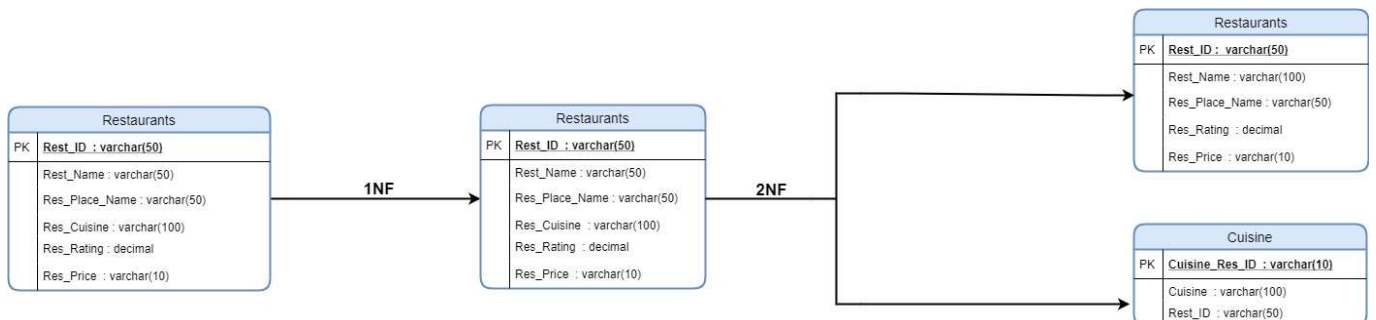 Restaurants
PK Rest_ID : varchar(50)
Rest_Name : varchar(50)
Res_Place_Name : varchar(50)
Res_Cuisine : varchar(100)
Res_Rating : decimal
Res_Price : varchar(10)
1NF
Restaurants
PK Rest_ID : varchar(50)
Rest_Name : varchar(50)
Res_Place_Name : varchar(50)
Res_Cuisine : varchar(100)
Res_Rating : decimal
Res_Price : varchar(10)
2NF
Restaurants
PK Rest_ID : varchar(50)
Rest_Name : varchar(100)
Res_Place_Name : varchar(50)
Res_Rating : decimal
Res_Price : varchar(10)
Cuisine
PK Cuisine_Res_ID : varchar(10)
Cuisine : varchar(100)
Rest_ID : varchar(50)